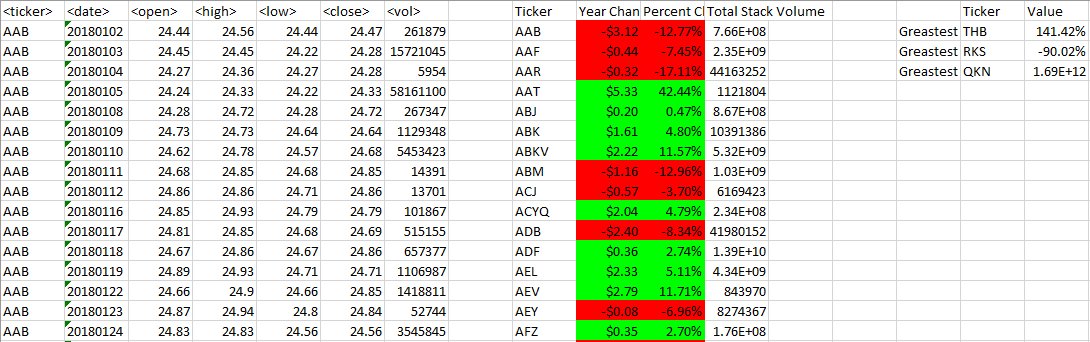 <ticker> <date> <open> <high> <low> <close> <vol> Ticker Year Chan Percent Cl Total Stack Volume Ticker Value
AAB 20180102 24.44 24.56 24.44 24.47 261879 AAB -$3.12 -12.77% 7.66E+08 Greatest THB 141.42%
AAB 20180103 24.45 24.45 24.22 24.28 15721045 AAF -$0.44 -7.45% 2.35E+09 Greatest RKS -90.02%
AAB 20180104 24.27 24.36 24.27 24.28 5954 AAR -$0.32 -17.11% 44163252 Greatest QKN 1.69E+12
AAB 20180105 24.24 24.33 24.22 24.33 58161100 AAT $5.33 42.44% 1121804
AAB 20180108 24.28 24.72 24.28 24.72 267347 ABJ $0.20 0.47% 8.67E+08
AAB 20180109 24.73 24.73 24.64 24.64 1129348 ABK $1.61 4.80% 10391386
AAB 20180110 24.62 24.78 24.57 24.68 5453423 ABKV $2.22 11.57% 5.32E+09
AAB 20180111 24.68 24.85 24.68 24.85 14391 ABM -$1.16 -12.96% 1.03E+09
AAB 20180112 24.86 24.86 24.71 24.86 13701 ACJ -$0.57 -3.70% 6169423
AAB 20180116 24.85 24.93 24.79 24.79 101867 ACYQ $2.04 4.79% 2.34E+08
AAB 20180117 24.81 24.85 24.68 24.69 515155 ADB -$2.40 -8.34% 41980152
AAB 20180118 24.67 24.86 24.67 24.86 657377 ADF $0.36 2.74% 1.39E+10
AAB 20180119 24.89 24.93 24.71 24.71 1106987 AEL $2.33 5.11% 4.34E+09
AAB 20180122 24.66 24.9 24.66 24.85 1418811 AEV $2.79 11.71% 843970
AAB 20180123 24.87 24.94 24.8 24.84 52744 AEY -$0.08 -6.96% 8274367
AAB 20180124 24.83 24.83 24.56 24.56 3545845 AFZ $0.35 2.70% 1.76E+08